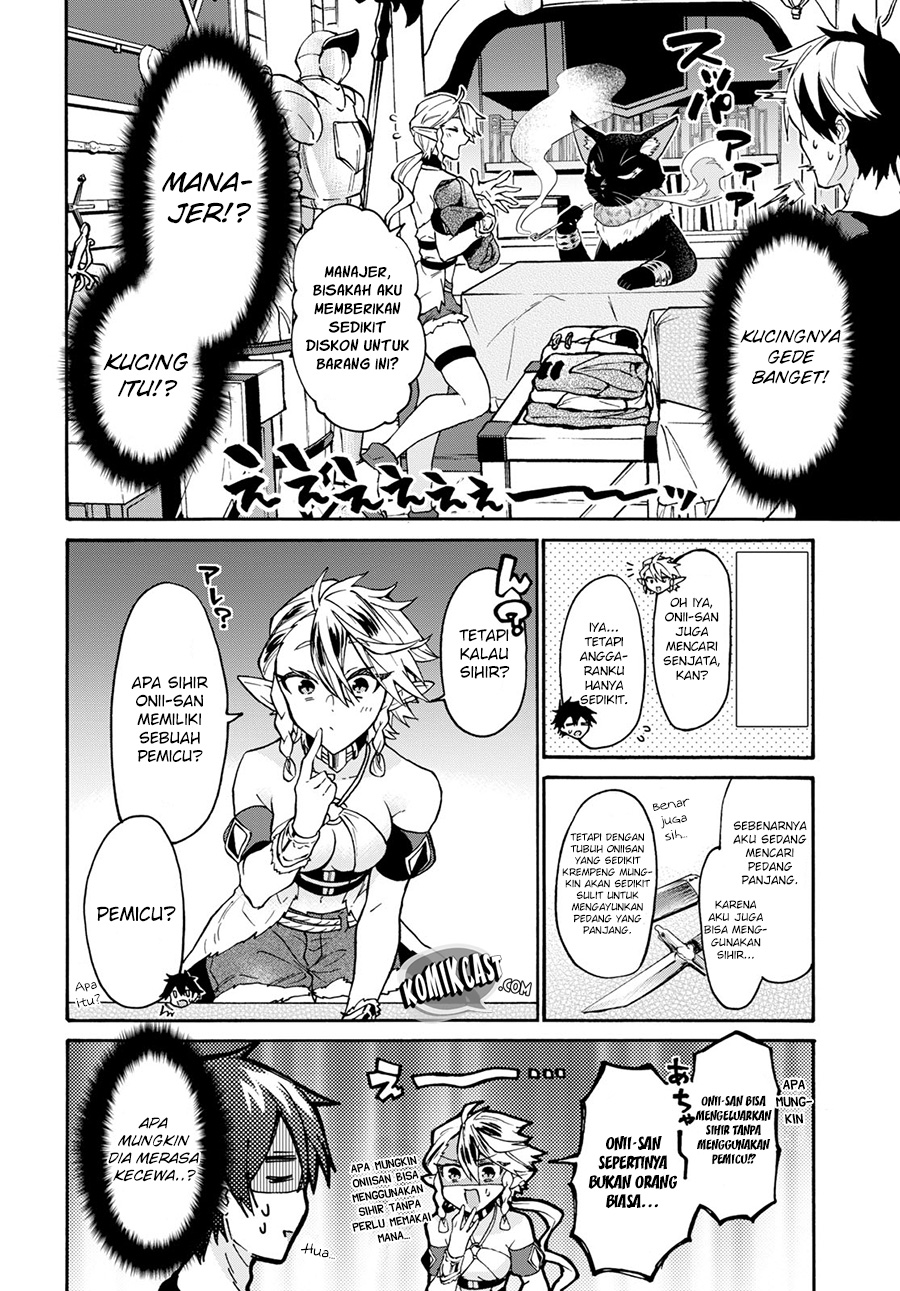 スッパァァァ
KUCINGNYA
GEDE
BANGET!
MANAJER,
BISAKAH AKU
MEMBERIKAN
SEDIKIT
DISKON UNTUK
BARANG INI?
MANA-
JER!?
KUCING
ITU!?
えええええぇーーッ
OH IYA,
ONII-SAN
JUGA
MENCARI
SENJATA,
KAN?
IYA...
TETAPI
ANGGA-
RANKU
HANYA
SEDIKIT.
SEBENARNYA
AKU SEDANG
MENCARI
PEDANG
PANJANG.
KARENA
AKU JUGA
BISA MENG-
GUNAKAN
SIHIR...
Benar
juga
sih...
TETAPI DENGAN
TUBUH ONIISAN
YANG SEDIKIT
KREMPENG MUNG-
KIN AKAN SEDIKIT
SULIT UNTUK
MENGAYUNKAN
PEDANG YANG
PANJANG.
ん?
TETAPI
KALAU
SIHIR?
アレ?
APA SIHIR
ONII-SAN
MEMILIKI
SEBUAH
PEMICU?
PEMICU?
Apa
itu?
KOMIKCAST
.COM
APA
MUNG-
KIN
ONII-SAN BISA
MENGELUARKAN
SIHIR TANPA
MENGGUNAKAN
PEMICU!?
あちゃー
ONII-SAN
SEPERTINYA
BUKAN ORANG
BIASA...
えー....
APA MUNGKIN
ONIISAN BISA
MENGGUNAKAN
SIHIR TANPA
PERLU MEMAKAI
MANA...
Hua...
APA
MUNGKIN
DIA MERASA
KECEWA..?